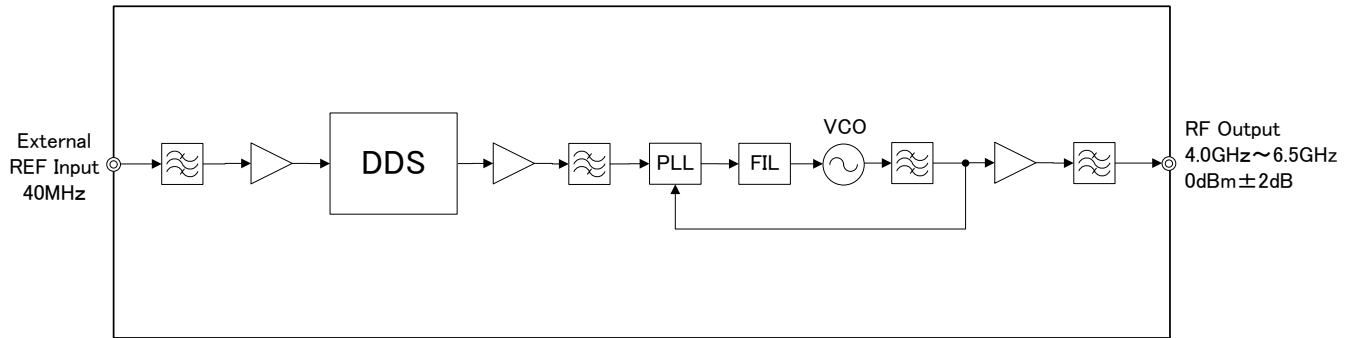 External
REF Input
40MHz
DDS
PLL
FIL
VCO
RF Output
4.0GHz～6.5GHz
0dBm±2dB